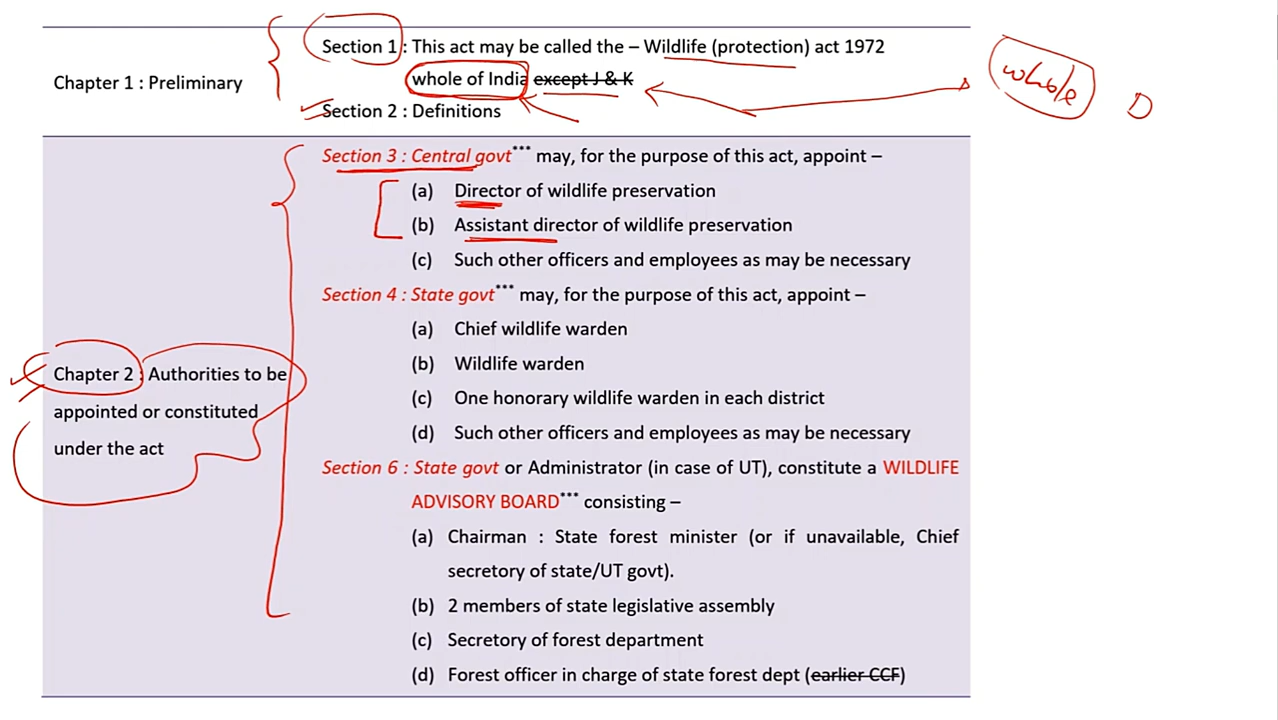 Chapter 1 : Preliminary
Section 1 : This act may be called the – Wildlife (protection) act 1972
whole of India except J & K
Section 2 : Definitions
whole D
Chapter 2 : Authorities to be
appointed or constituted
under the act
Section 3 : Central govt*** may, for the purpose of this act, appoint –
(a) Director of wildlife preservation
(b) Assistant director of wildlife preservation
(c) Such other officers and employees as may be necessary
Section 4 : State govt*** may, for the purpose of this act, appoint –
(a) Chief wildlife warden
(b) Wildlife warden
(c) One honorary wildlife warden in each district
(d) Such other officers and employees as may be necessary
Section 6 : State govt or Administrator (in case of UT), constitute a WILDLIFE
ADVISORY BOARD*** consisting –
(a) Chairman : State forest minister (or if unavailable, Chief
secretary of state/UT govt).
(b) 2 members of state legislative assembly
(c) Secretory of forest department
(d) Forest officer in charge of state forest dept (earlier CCF)